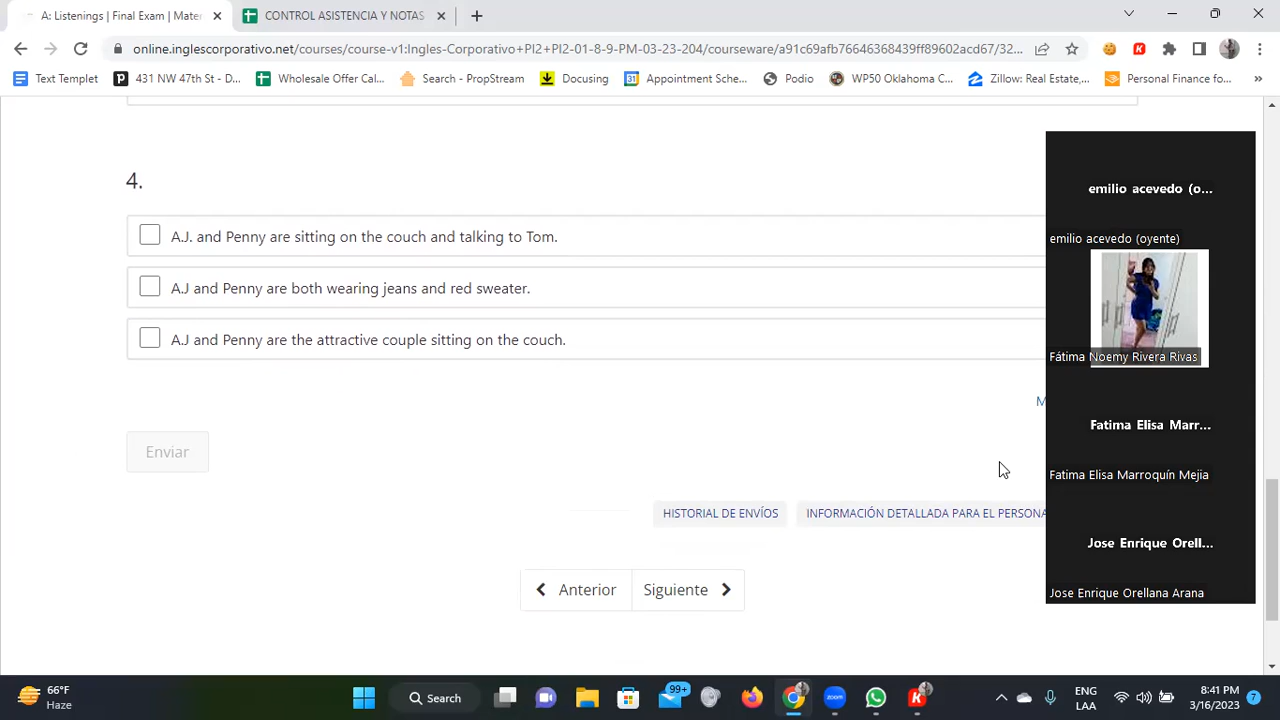 A: Listenings | Final Exam | Mater
CONTROL ASISTENCIA Y NOTAS
online.inglescorporativo.net/courses/course-v1:Ingles-Corporativo+PI2+PI2-01-8-9-PM-03-23-204/courseware/a91c69afb76646368439ff89602acd67/32...
Text Templet
431 NW 47th St - D...
Wholesale Offer Cal...
Search - PropStream
Docusing
Appointment Sche...
Podio
WP50 Oklahoma C...
Zillow: Real Estate,...
Personal Finance fo...
4.
A.J. and Penny are sitting on the couch and talking to Tom.
A.J and Penny are both wearing jeans and red sweater.
A.J and Penny are the attractive couple sitting on the couch.
M
Enviar
HISTORIAL DE ENVÍOS
INFORMACIÓN DETALLADA PARA EL PERSONA
Anterior
Siguiente
emilio acevedo (o...
emilio acevedo (oyente)
Fátima Noemy Rivera Rivas
Fatima Elisa Marr...
Fatima Elisa Marroquín Mejia
Jose Enrique Orell...
Jose Enrique Orellana Arana
66°F
Haze
Search
99+
zoom
ENG
LAA
8:41 PM
3/16/2023
7